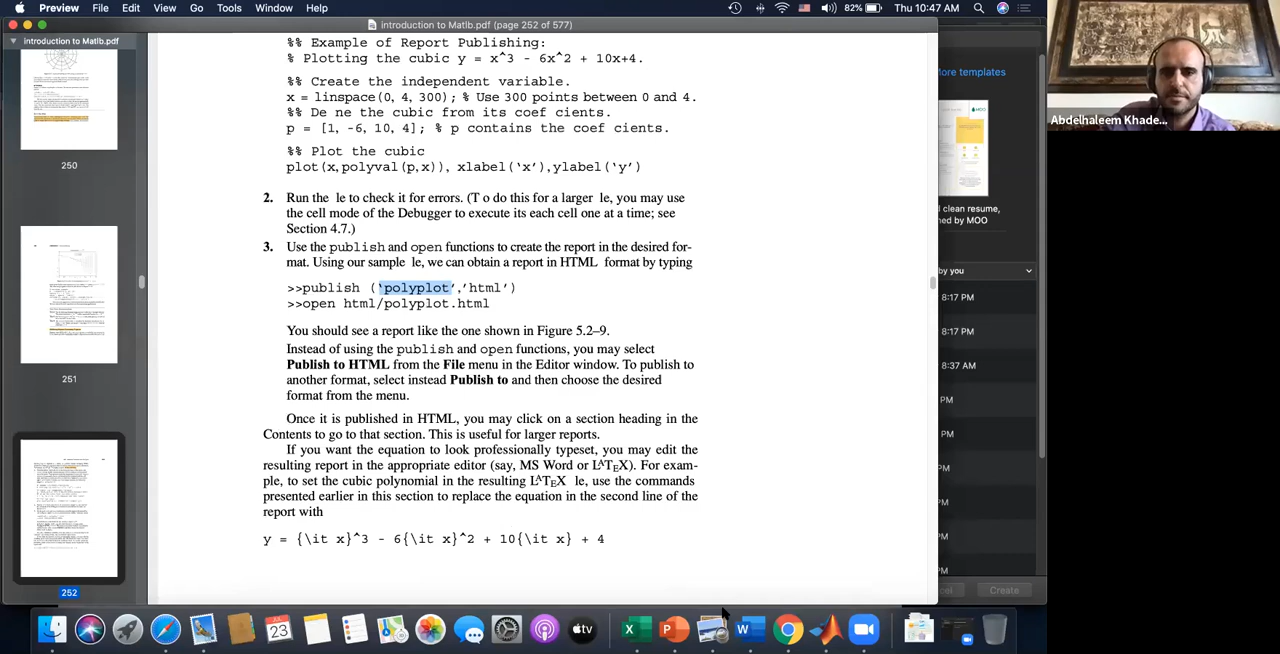 Preview File Edit View Go Tools Window Help 82% Thu 10:47 AM
introduction to Matlb.pdf (page 252 of 577)
introduction to Matlb.pdf
250
251
252
%% Example of Report Publishing:
% Plotting the cubic y = x^3 - 6x^2 + 10x+4.
%% Create the independent variable.
x = linspace(0, 4, 300); % Use 300 points between 0 and 4.
%% De ne the cubic from its coef cients.
p = [1, -6, 10, 4]; % p contains the coef cients.
%% Plot the cubic
plot(x,polyval(p,x)), xlabel('x'),ylabel('y')
2. Run the le to check it for errors. (T o do this for a larger le, you may use
the cell mode of the Debugger to execute its each cell one at a time; see
Section 4.7.)
3. Use the publish and open functions to create the report in the desired for-
mat. Using our sample le, we can obtain a report in HTML format by typing
>>publish ('polyplot','html')
>>open html/polyplot.html
You should see a report like the one shown in Figure 5.2–9.
Instead of using the publish and open functions, you may select
Publish to HTML from the File menu in the Editor window. To publish to
another format, select instead Publish to and then choose the desired
format from the menu.
Once it is published in HTML, you may click on a section heading in the
Contents to go to that section. This is useful for larger reports.
If you want the equation to look professionally typeset, you may edit the
resulting report in the appropriate editor (MS Word or LATEX). For exam-
ple, to set the cubic polynomial in the resulting LATEX le, use the commands
presented earlier in this section to replace the equation in the second line of the
report with
y = {\it x}^3 - 6{\it x}^2 + 10{\it x} + 4
More templates
clean resume,
ned by MOO
by you
8:17 PM
8:17 PM
8:37 AM
PM
PM
PM
PM
PM
PM
cel Create
Abdelhaleem Khade...
JUL
23
tv